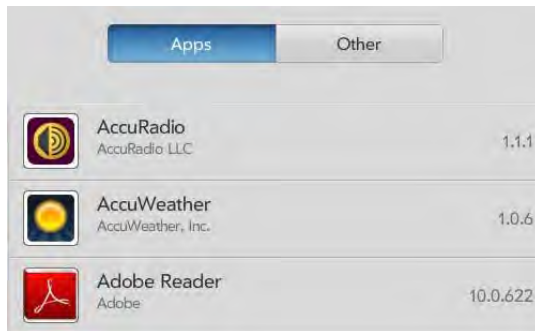 Apps Other
AccuRadio
AccuRadio LLC
1.1.1
AccuWeather
AccuWeather, Inc.
1.0.6
Adobe Reader
Adobe
10.0.622